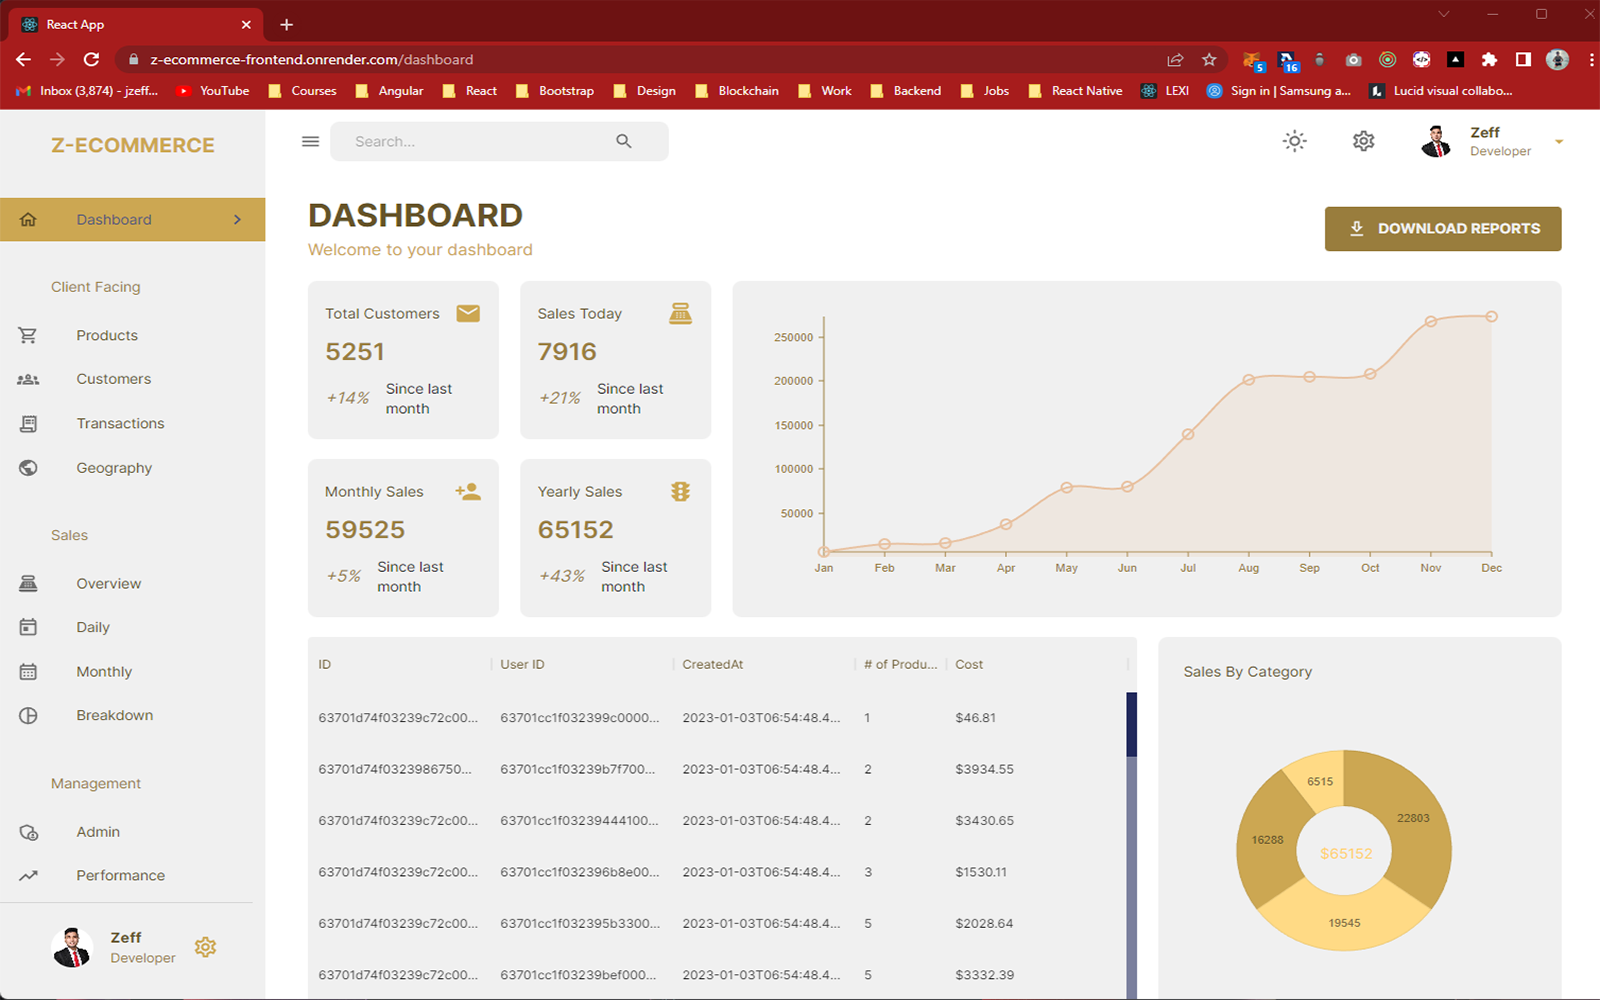 React App
z-ecommerce-frontend.onrender.com/dashboard
5
16
Inbox (3,874) - jzeff... YouTube Courses Angular React Bootstrap Design Blockchain Work Backend Jobs React Native LEXI Sign in | Samsung a... Lucid visual collabo...
Z-ECOMMERCE
Dashboard
Client Facing
Products
Customers
Transactions
Geography
Sales
Overview
Daily
Monthly
Breakdown
Management
Admin
Performance
Zeff
Developer
Search...
Zeff
Developer
DASHBOARD
Welcome to your dashboard
DOWNLOAD REPORTS
Total Customers
5251
+14% Since last
month
Sales Today
7916
+21% Since last
month
Monthly Sales
59525
+5% Since last
month
Yearly Sales
65152
+43% Since last
month
250000
200000
150000
100000
50000
Jan Feb Mar Apr May Jun Jul Aug Sep Oct Nov Dec
ID User ID CreatedAt # of Produ... Cost
63701d74f03239c72c00... 63701cc1f032399c0000... 2023-01-03T06:54:48.4... 1 $46.81
63701d74f0323986750... 63701cc1f03239b7f700... 2023-01-03T06:54:48.4... 2 $3934.55
63701d74f03239c72c00... 63701cc1f03239444100... 2023-01-03T06:54:48.4... 2 $3430.65
63701d74f03239c72c00... 63701cc1f032396b8e00... 2023-01-03T06:54:48.4... 3 $1530.11
63701d74f03239c72c00... 63701cc1f032395b3300... 2023-01-03T06:54:48.4... 5 $2028.64
63701d74f03239c72c00... 63701cc1f03239bef000... 2023-01-03T06:54:48.4... 5 $3332.39
Sales By Category
6515
22803
16288
$65152
19545